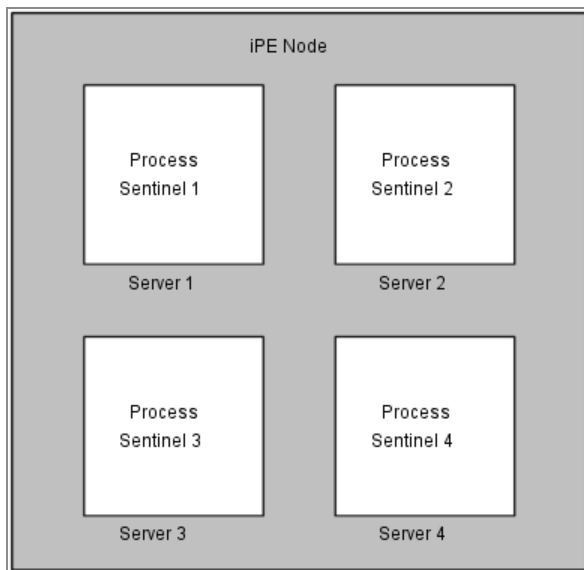 iPE Node
Process
Sentinel 1
Process
Sentinel 2
Server 1
Server 2
Process
Sentinel 3
Process
Sentinel 4
Server 3
Server 4